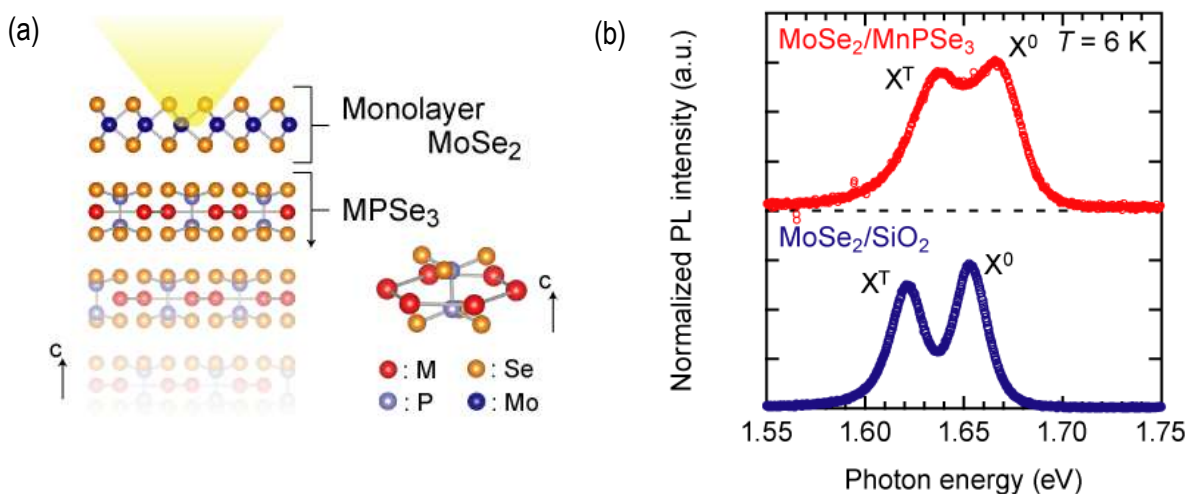 (a)
Monolayer
MoSe₂
MPSe₃
c
c
: M
: Se
: P
: Mo
(b)
MoSe₂/MnPSe₃
T = 6 K
Xᵀ
X⁰
MoSe₂/SiO₂
Xᵀ
X⁰
Normalized PL intensity (a.u.)
1.55 1.60 1.65 1.70 1.75
Photon energy (eV)